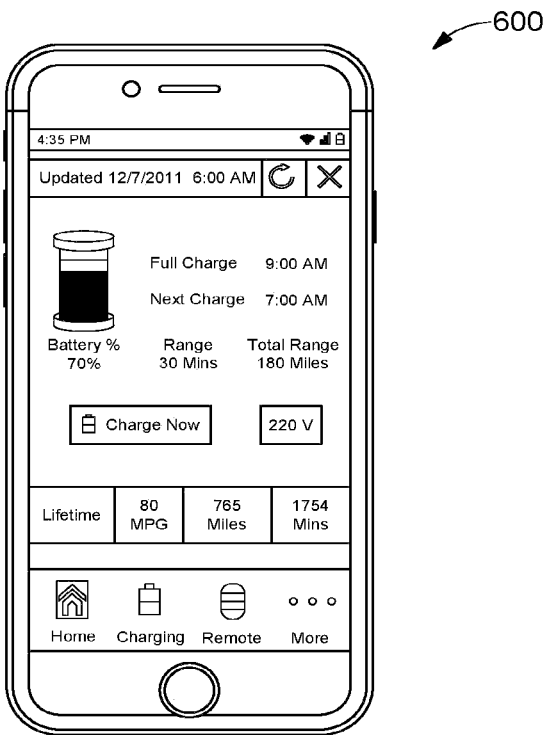 600
4:35 PM
Updated 12/7/2011 6:00 AM
Full Charge 9:00 AM
Next Charge 7:00 AM
Battery % Range Total Range
70% 30 Mins 180 Miles
Charge Now 220 V
Lifetime 80 MPG 765 Miles 1754 Mins
Home Charging Remote More